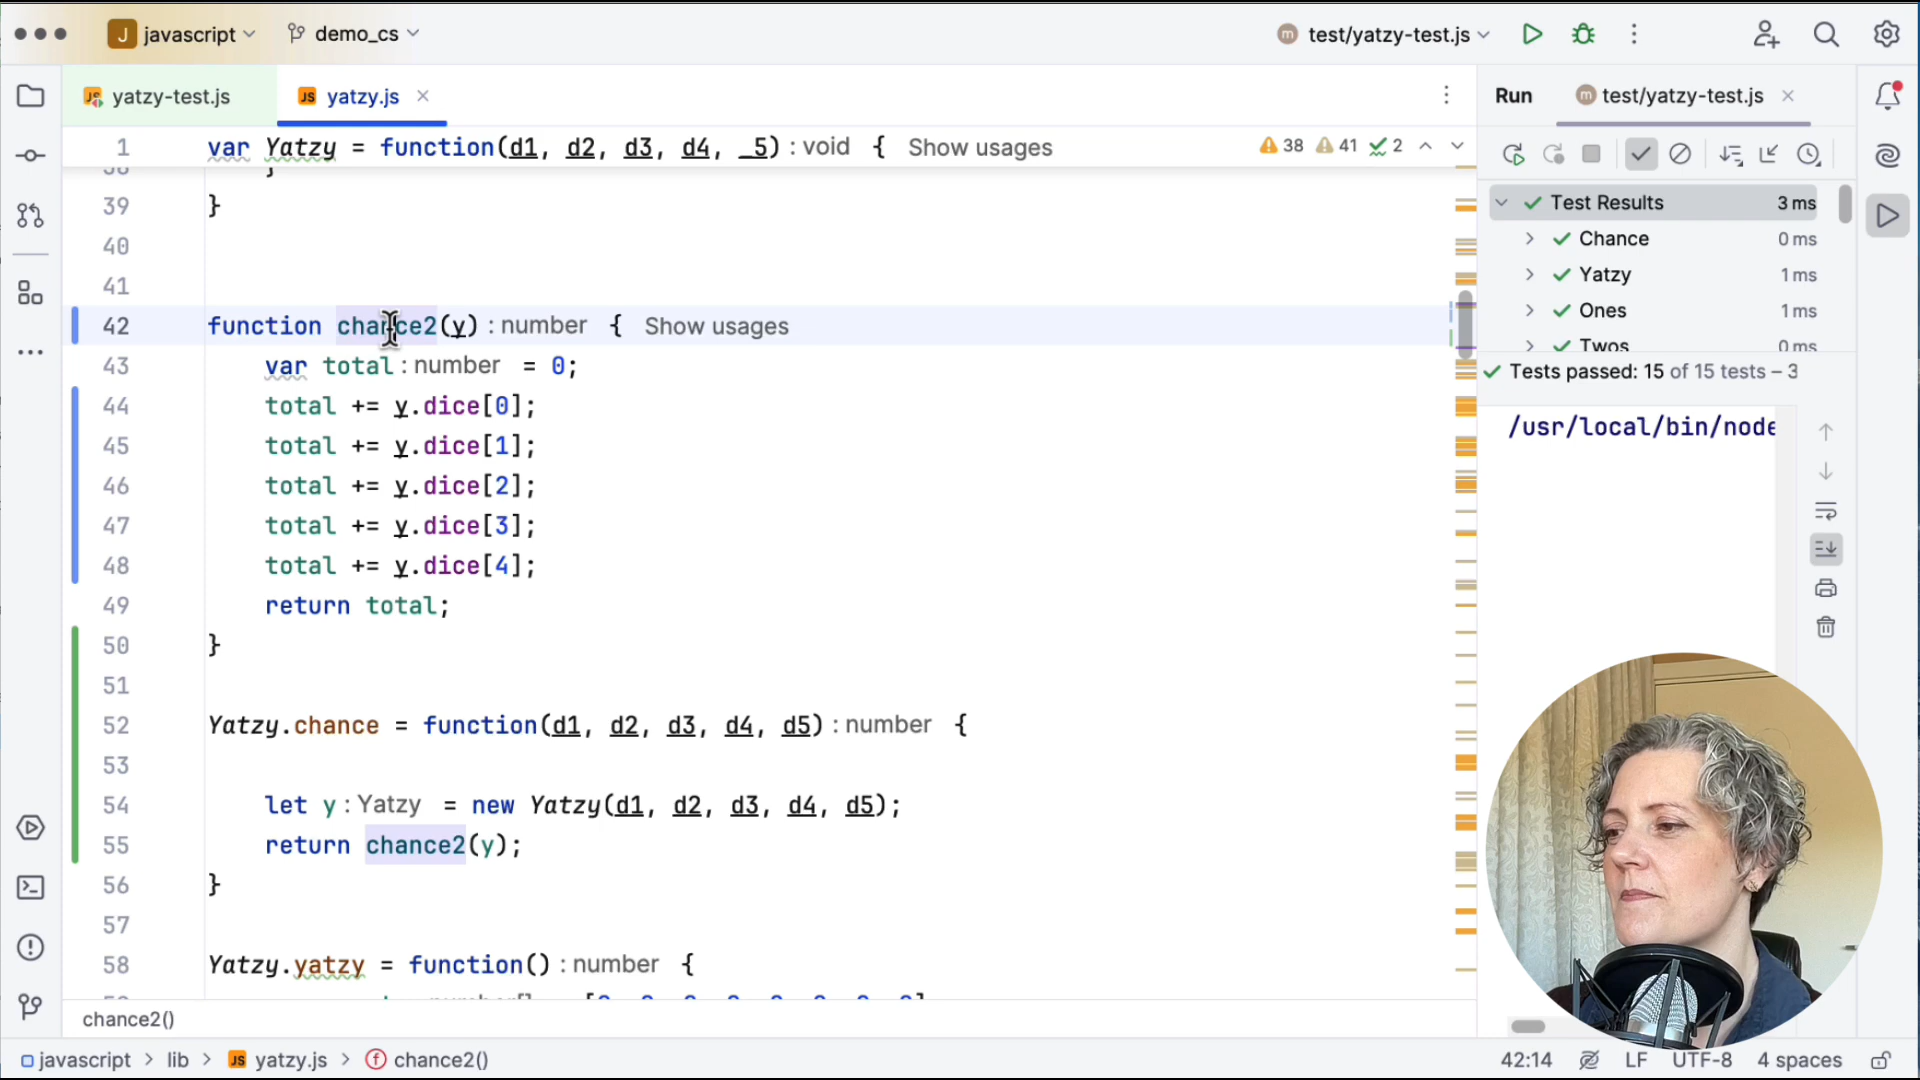 J javascript demo_cs m test/yatzy-test.js
yatzy-test.js JS yatzy.js
Run m test/yatzy-test.js
1 var Yatzy = function(d1, d2, d3, d4, _5) : void { Show usages 38 41 2
39 }
40
41
42 function chance2(y) : number { Show usages
43 var total : number = 0;
44 total += y.dice[0];
45 total += y.dice[1];
46 total += y.dice[2];
47 total += y.dice[3];
48 total += y.dice[4];
49 return total;
50 }
51
52 Yatzy.chance = function(d1, d2, d3, d4, d5) : number {
53
54 let y : Yatzy = new Yatzy(d1, d2, d3, d4, d5);
55 return chance2(y);
56 }
57
58 Yatzy.yatzy = function() : number {
Test Results 3 ms
Chance 0 ms
Yatzy 1 ms
Ones 1 ms
Twos 0 ms
Tests passed: 15 of 15 tests – 3
/usr/local/bin/node
chance2()
javascript > lib > JS yatzy.js > f chance2()
42:14 LF UTF-8 4 spaces